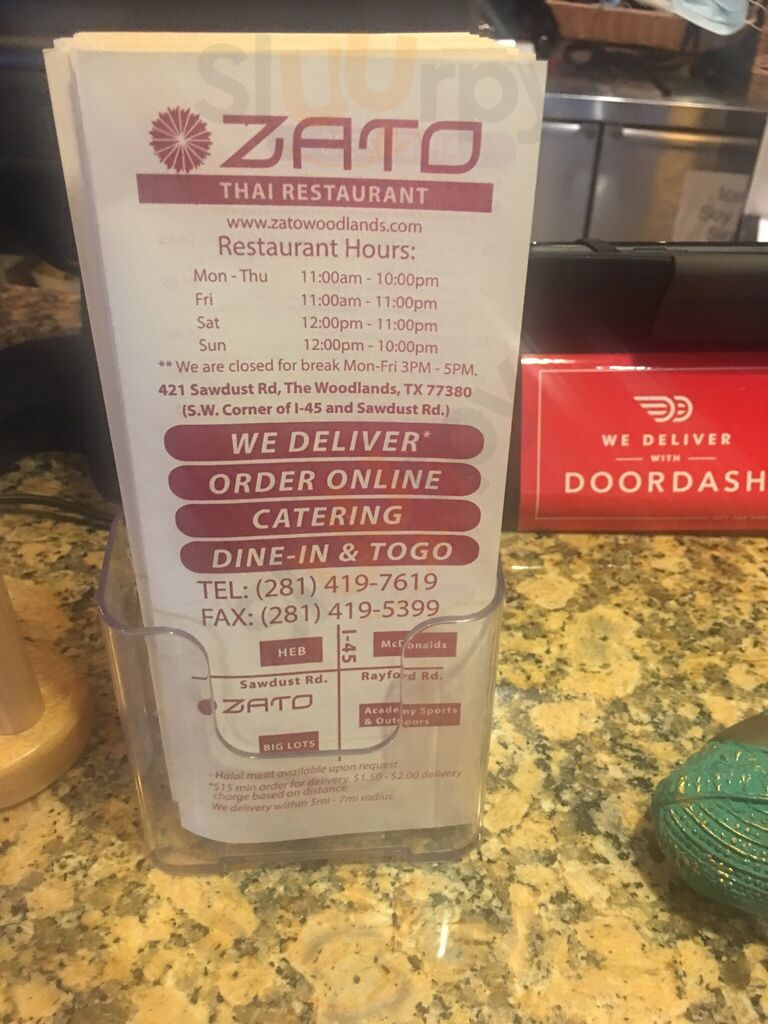 Sluurpy
ZATO
THAI RESTAURANT
www.zatowoodlands.com
Restaurant Hours:
Mon - Thu 11:00am - 10:00pm
Fri 11:00am - 11:00pm
Sat 12:00pm - 11:00pm
Sun 12:00pm - 10:00pm
** We are closed for break Mon-Fri 3PM - 5PM.
421 Sawdust Rd, The Woodlands, TX 77380
(S.W. Corner of I-45 and Sawdust Rd.)
WE DELIVER*
ORDER ONLINE
CATERING
DINE-IN & TOGO
TEL: (281) 419-7619
FAX: (281) 419-5399
HEB
I-45
McDonalds
Sawdust Rd.
Rayford Rd.
ZATO
Academy Sports
& Outdoors
BIG LOTS
- Halal meat available upon request.
*$15 min order for delivery. $1.50 - $2.00 delivery
charge based on distance.
We delivery within 5mi - 7mi radius.
WE DELIVER
WITH
DOORDASH